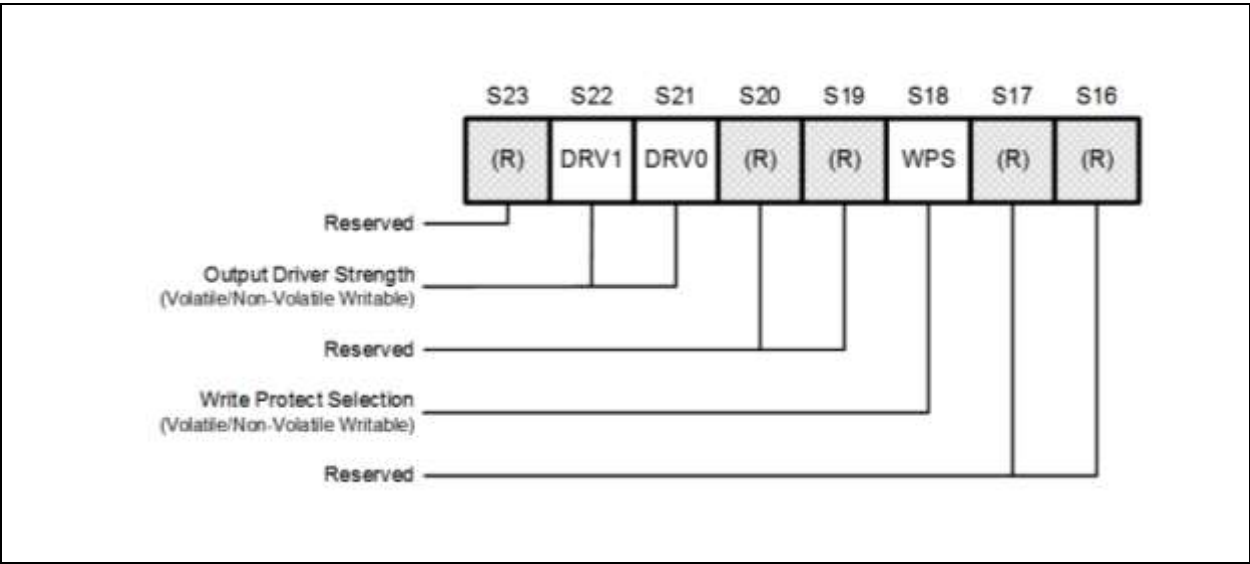 S23 S22 S21 S20 S19 S18 S17 S16
(R) DRV1 DRV0 (R) (R) WPS (R) (R)
Reserved
Output Driver Strength
(Volatile/Non-Volatile Writable)
Reserved
Write Protect Selection
(Volatile/Non-Volatile Writable)
Reserved